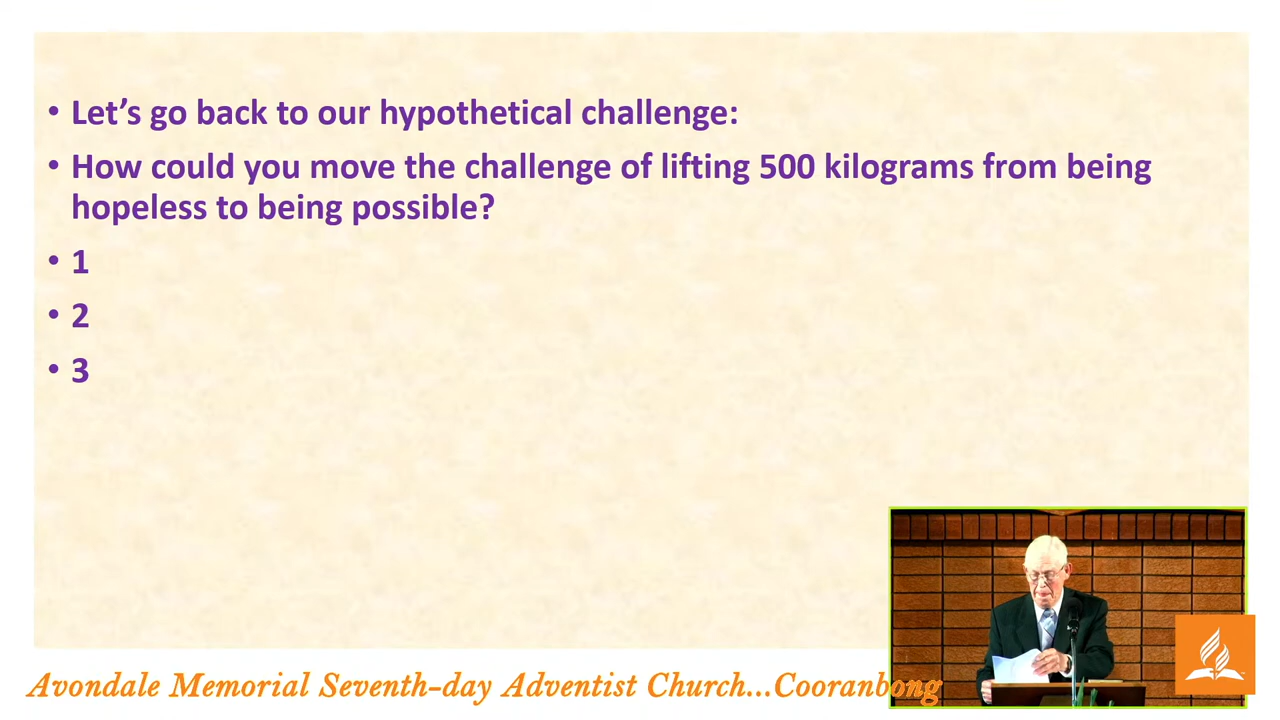 • Let’s go back to our hypothetical challenge:
• How could you move the challenge of lifting 500 kilograms from being
hopeless to being possible?
• 1
• 2
• 3
Avondale Memorial Seventh-day Adventist Church...Cooranbong